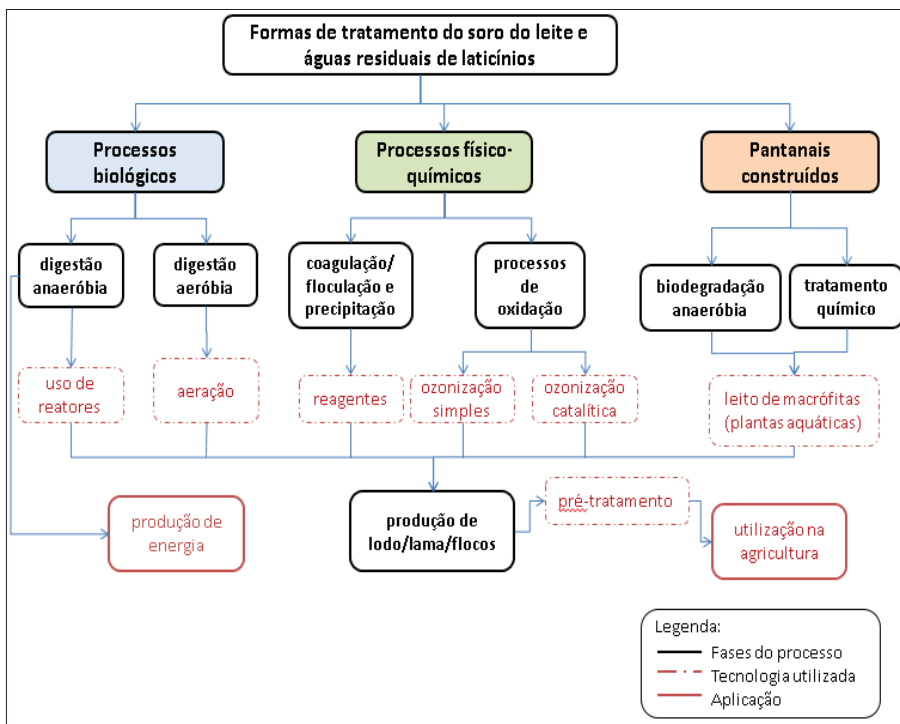 Formas de tratamento do soro do leite e
águas residuais de laticínios
Processos
biológicos
Processos físico-
químicos
Pantanais
construídos
digestão
anaeróbia
digestão
aeróbia
coagulação/
floculação e
precipitação
processos
de
oxidação
biodegradação
anaeróbia
tratamento
químico
uso de
reatores
aeração
reagentes
ozonização
simples
ozonização
catalítica
leito de macrófitas
(plantas aquáticas)
produção de
energia
produção de
lodo/lama/flocos
pré-tratamento
utilização na
agricultura
Legenda:
Fases do processo
Tecnologia utilizada
Aplicação